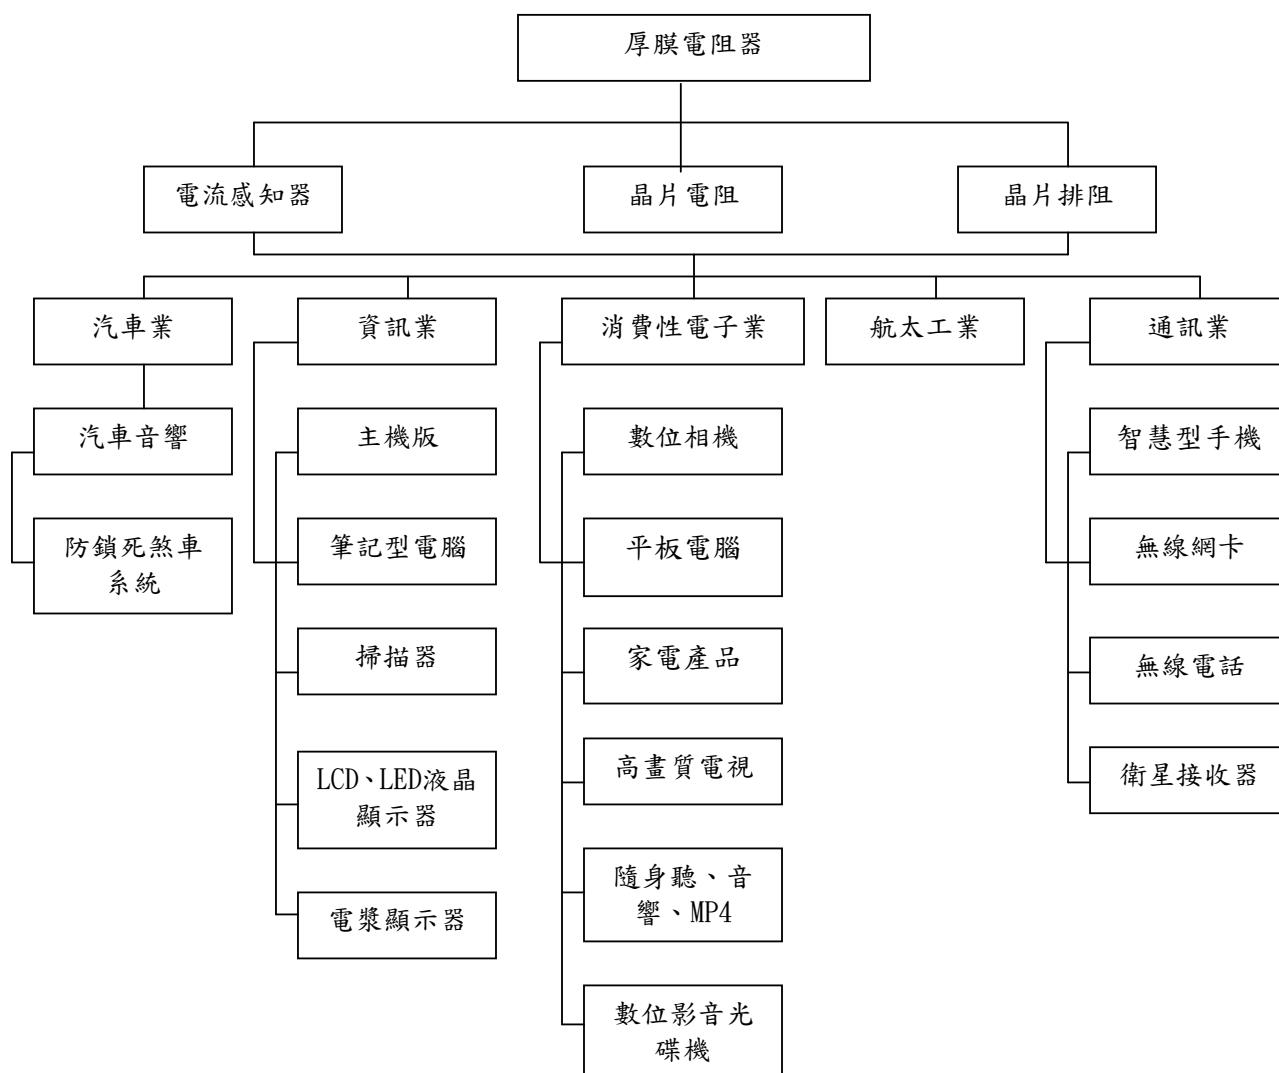 厚膜電阻器
電流感知器
晶片電阻
晶片排阻
汽車業
資訊業
消費性電子業
航太工業
通訊業
汽車音響
主機版
數位相機
智慧型手機
防鎖死煞車
系統
筆記型電腦
平板電腦
無線網卡
掃描器
家電產品
無線電話
LCD、LED液晶
顯示器
高畫質電視
衛星接收器
電漿顯示器
隨身聽、音
響、MP4
數位影音光
碟機